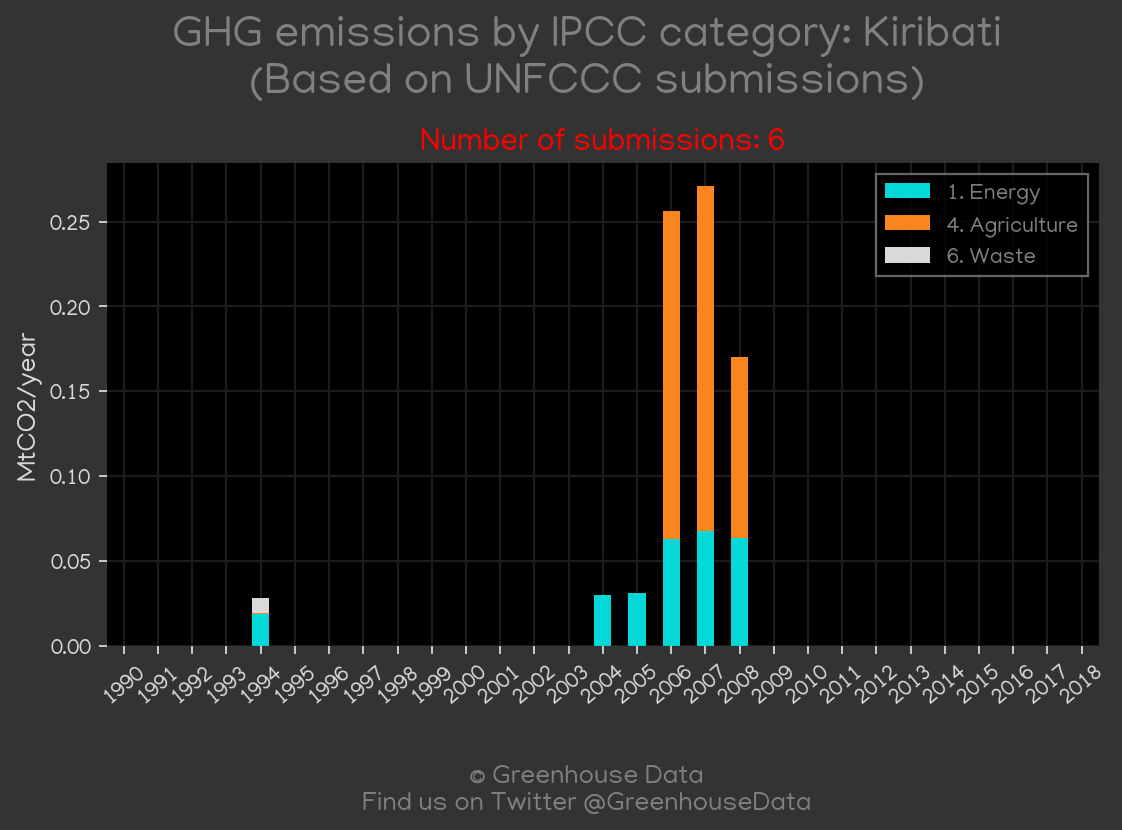 GHG emissions by IPCC category: Kiribati
(Based on UNFCCC submissions)
Number of submissions: 6
1. Energy
4. Agriculture
6. Waste
MtCO2/year
0.25
0.20
0.15
0.10
0.05
0.00
1990 1991 1992 1993 1994 1995 1996 1997 1998 1999 2000 2001 2002 2003 2004 2005 2006 2007 2008 2009 2010 2011 2012 2013 2014 2015 2016 2017 2018
© Greenhouse Data
Find us on Twitter @GreenhouseData